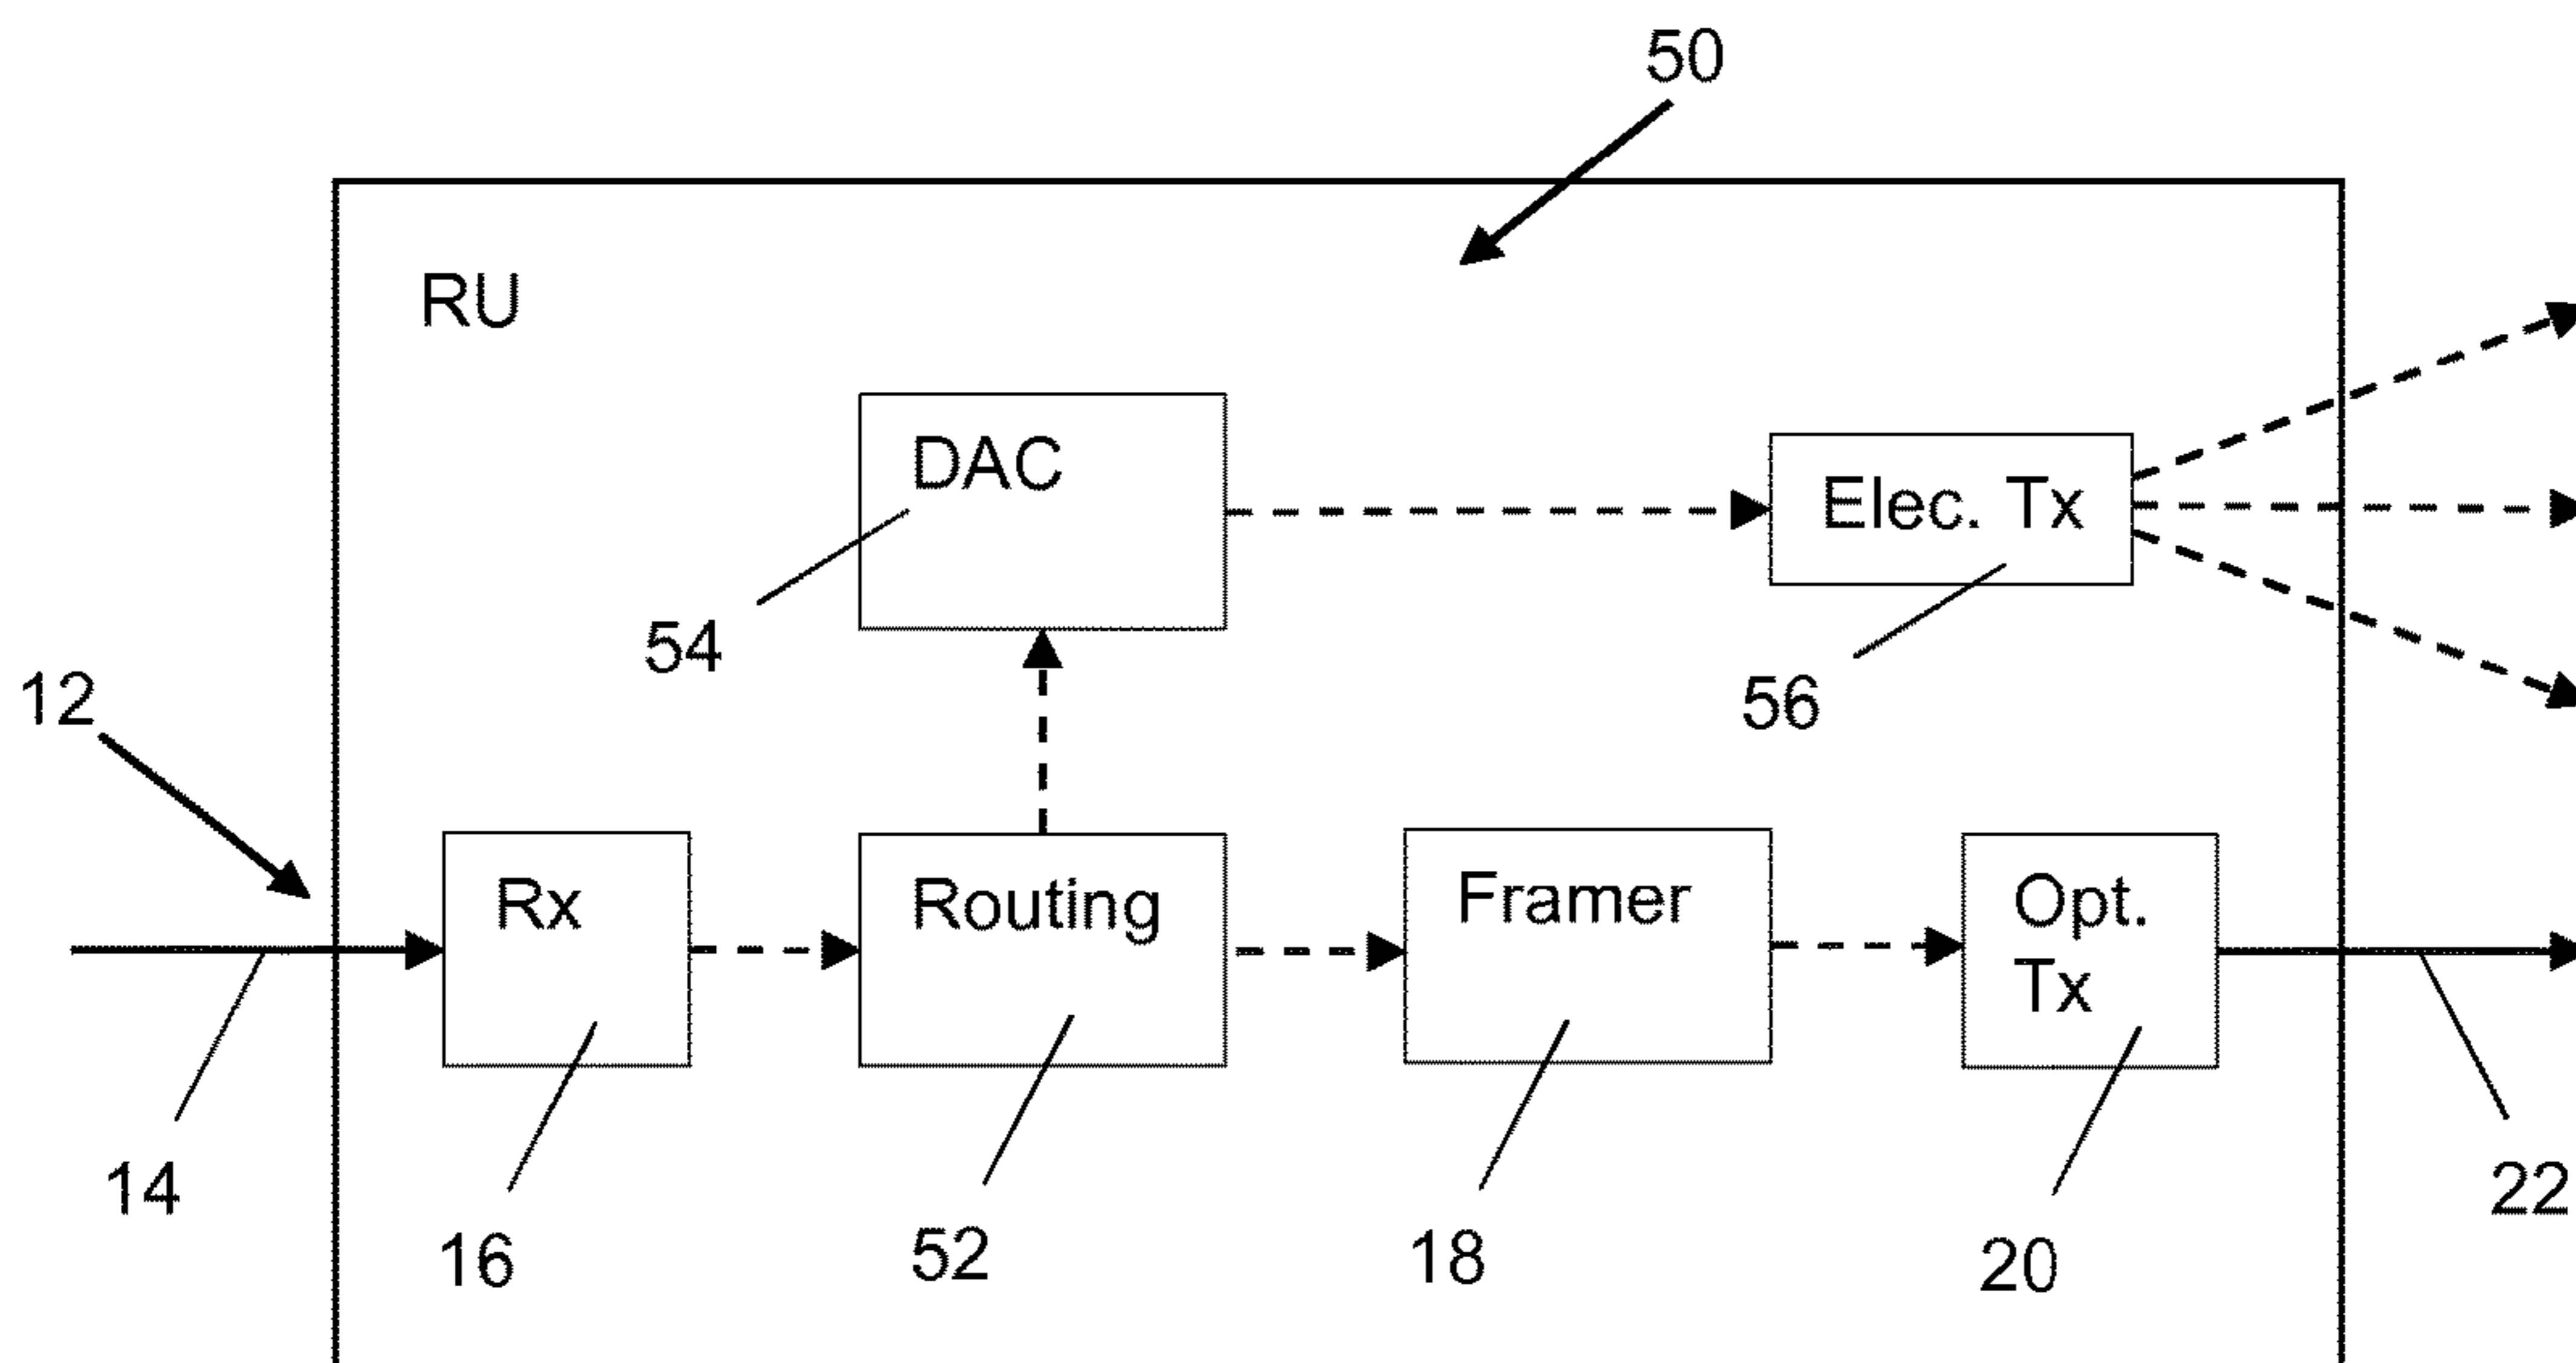 50
RU
DAC
Elec. Tx
54
56
12
Rx
Routing
Framer
Opt.
Tx
14
16
52
18
20
22